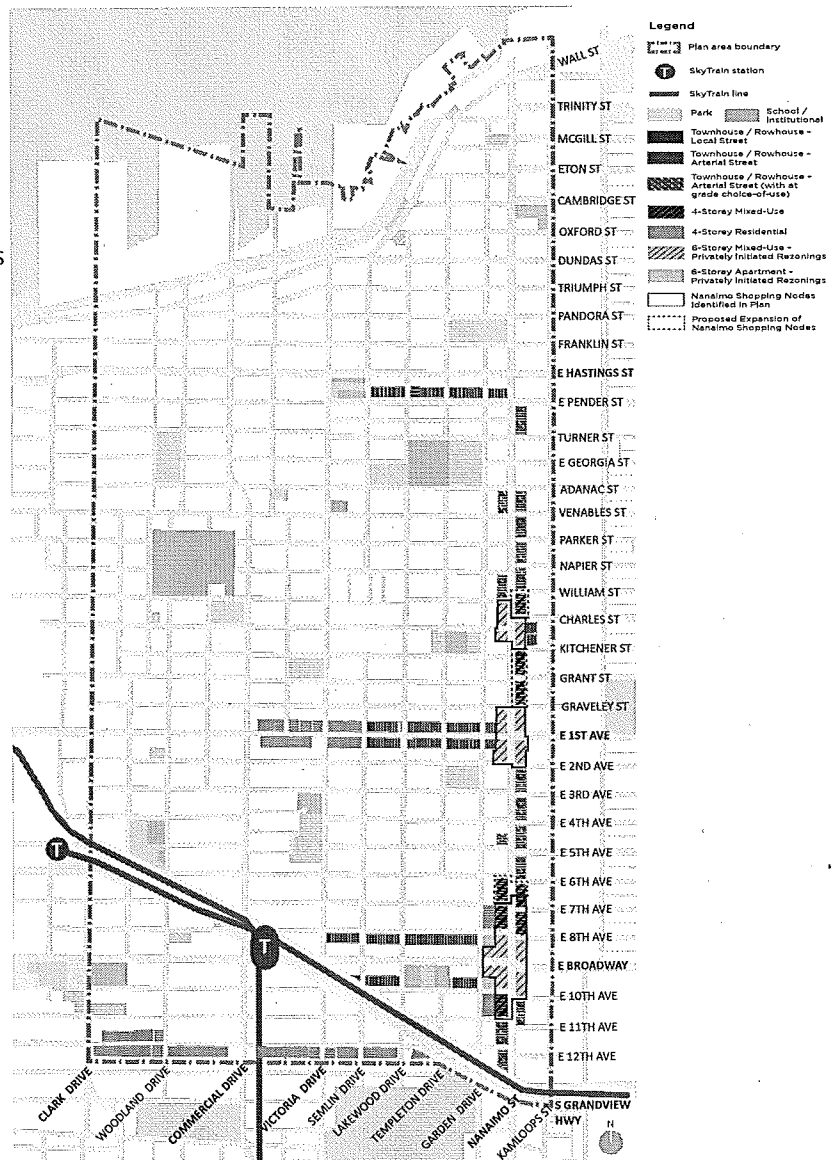 Legend
Plan area boundary
T
SkyTrain station
SkyTrain line
Park
School /
Institutional
Townhouse / Rowhouse –
Local Street
Townhouse / Rowhouse –
Arterial Street
Townhouse / Rowhouse –
Arterial Street (with at
grade choice-of-use)
4-Storey Mixed-Use
4-Storey Residential
6-Storey Mixed-Use –
Privately Initiated Rezonings
6-Storey Apartment –
Privately Initiated Rezonings
Nanaimo Shopping Nodes
Identified in Plan
Proposed Expansion of
Nanaimo Shopping Nodes
WALL ST
TRINITY ST
MCGILL ST
ETON ST
CAMBRIDGE ST
OXFORD ST
DUNDAS ST
TRIUMPH ST
PANDORA ST
FRANKLIN ST
E HASTINGS ST
E PENDER ST
TURNER ST
E GEORGIA ST
ADANAC ST
VENABLES ST
PARKER ST
NAPIER ST
WILLIAM ST
CHARLES ST
KITCHENER ST
GRANT ST
GRAVELEY ST
E 1ST AVE
E 2ND AVE
E 3RD AVE
E 4TH AVE
E 5TH AVE
E 6TH AVE
E 7TH AVE
E 8TH AVE
E BROADWAY
E 10TH AVE
E 11TH AVE
E 12TH AVE
S GRANDVIEW
HWY
T
T
CLARK DRIVE
WOODLAND DRIVE
COMMERCIAL DRIVE
VICTORIA DRIVE
SEMLIN DRIVE
LAKEWOOD DRIVE
TEMPLETON DRIVE
GARDEN DRIVE
NANAIMO ST
KAMLOOPS ST
N